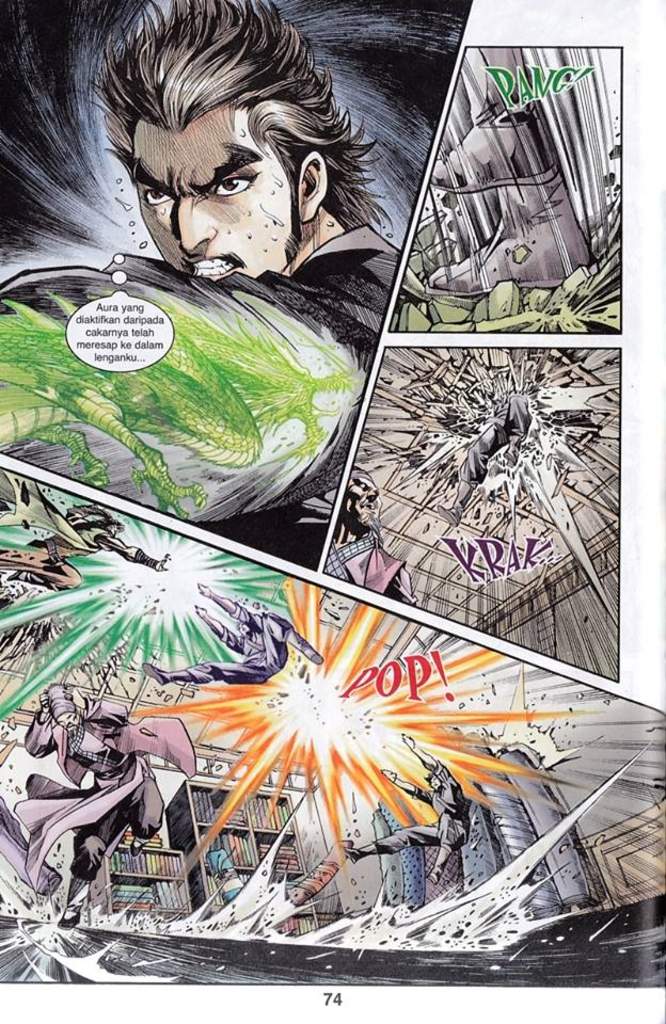 PANG
Aura yang
diaktifkan daripada
cakarnya telah
meresap ke dalam
lenganku...
KRAK...
POP!
74